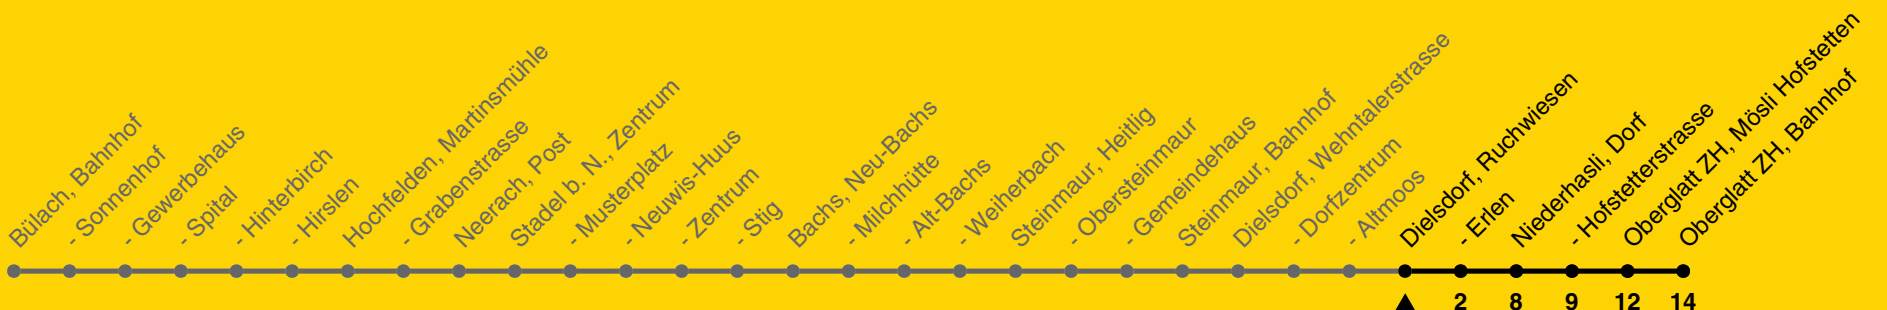 Bülach, Bahnhof
- Sonnenhof
- Gewerbehaus
- Spital
- Hinterbirch
- Hirslen
Hochfelden, Martinsmühle
- Grabenstrasse
Neerach, Post
Stadel b. N., Zentrum
- Musterplatz
- Neuwis-Huus
- Zentrum
- Stig
Bachs, Neu-Bachs
- Milchhütte
- Alt-Bachs
- Weiherbach
Steinmaur, Heitlig
- Obersteinmaur
- Gemeindehaus
Steinmaur, Bahnhof
Dielsdorf, Wehntalerstrasse
- Dorfzentrum
- Altmoos
Dielsdorf, Ruchwiesen
- Erlen
Niederhasli, Dorf
- Hofstetterstrasse
Oberglatt ZH, Mösli Hofstetten
Oberglatt ZH, Bahnhof
2 8 9 12 14